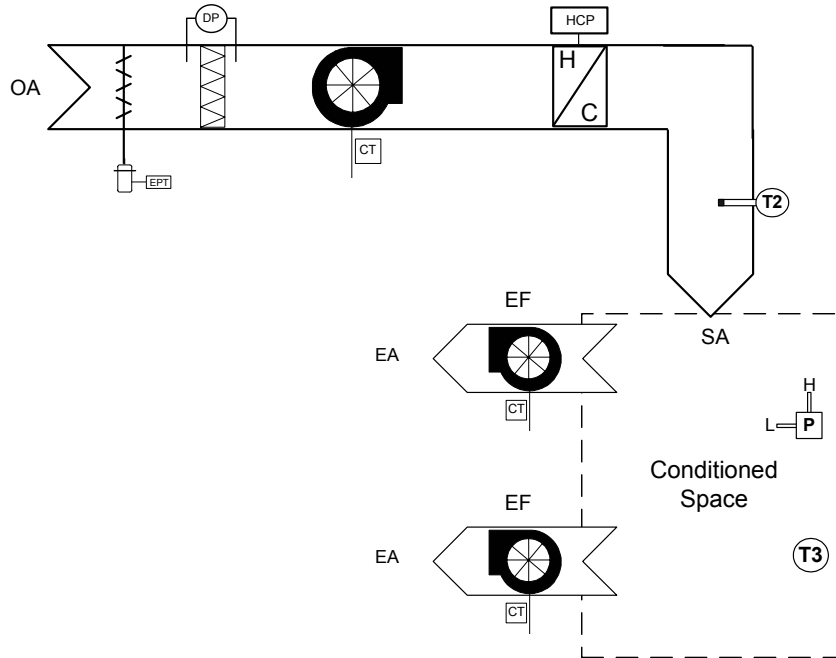 DP
HCP
OA
H
C
CT
EPT
T2
EF
SA
EA
CT
H
L
P
Conditioned
Space
EF
EA
T3
CT